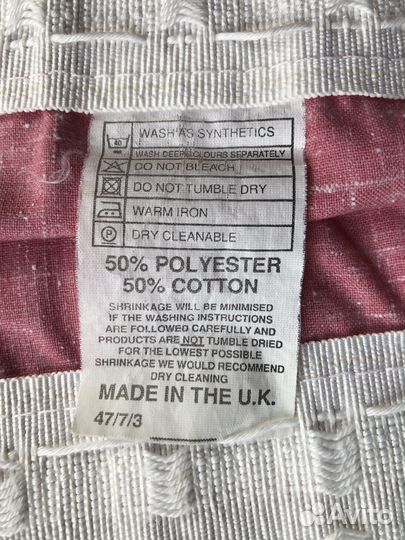 40
WASH AS SYNTHETICS
WASH DEEP COLOURS SEPARATELY
DO NOT BLEACH
DO NOT TUMBLE DRY
WARM IRON
P
DRY CLEANABLE
50% POLYESTER
50% COTTON
SHRINKAGE WILL BE MINIMISED
IF THE WASHING INSTRUCTIONS
ARE FOLLOWED CAREFULLY AND
PRODUCTS ARE NOT TUMBLE DRIED
FOR THE LOWEST POSSIBLE
SHRINKAGE WE WOULD RECOMMEND
DRY CLEANING
MADE IN THE U.K.
47/7/3
Avito